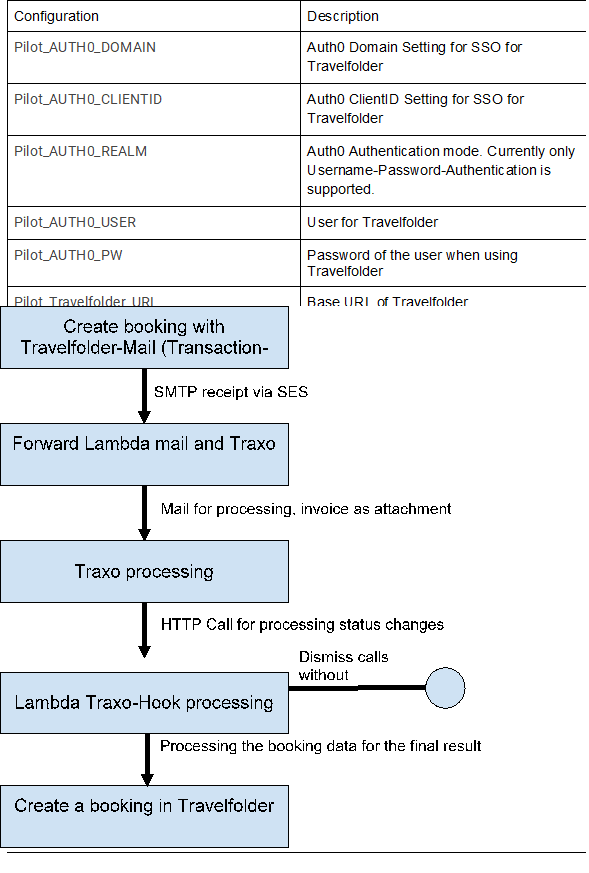 Configuration
Description
Pilot_AUTH0_DOMAIN
Auth0 Domain Setting for SSO for
Travelfolder
Pilot_AUTH0_CLIENTID
Auth0 ClientID Setting for SSO for
Travelfolder
Pilot_AUTH0_REALM
Auth0 Authentication mode. Currently only
Username-Password-Authentication is
supported.
Pilot_AUTH0_USER
User for Travelfolder
Pilot_AUTH0_PW
Password of the user when using
Travelfolder
Pilot_Travelfolder_URL
Base URL of Travelfolder
Create booking with
Travelfolder-Mail (Transaction-
SMTP receipt via SES
Forward Lambda mail and Traxo
Mail for processing, invoice as attachment
Traxo processing
HTTP Call for processing status changes
Dismiss calls
without
Lambda Traxo-Hook processing
Processing the booking data for the final result
Create a booking in Travelfolder